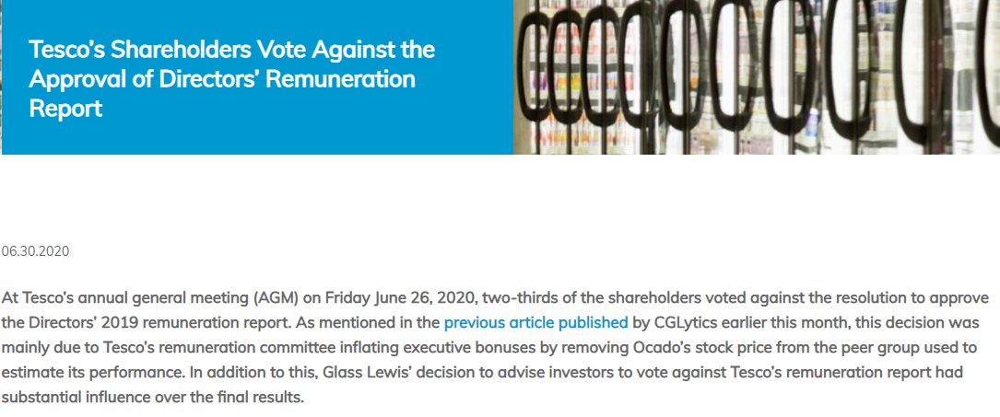 Tesco's Shareholders Vote Against the
Approval of Directors' Remuneration
Report
06.30.2020
At Tesco's annual general meeting (AGM) on Friday June 26, 2020, two-thirds of the shareholders voted against the resolution to approve
the Directors' 2019 remuneration report. As mentioned in the previous article published by CGLytics earlier this month, this decision was
mainly due to Tesco's remuneration committee inflating executive bonuses by removing Ocado's stock price from the peer group used to
estimate its performance. In addition to this, Glass Lewis' decision to advise investors to vote against Tesco's remuneration report had
substantial influence over the final results.